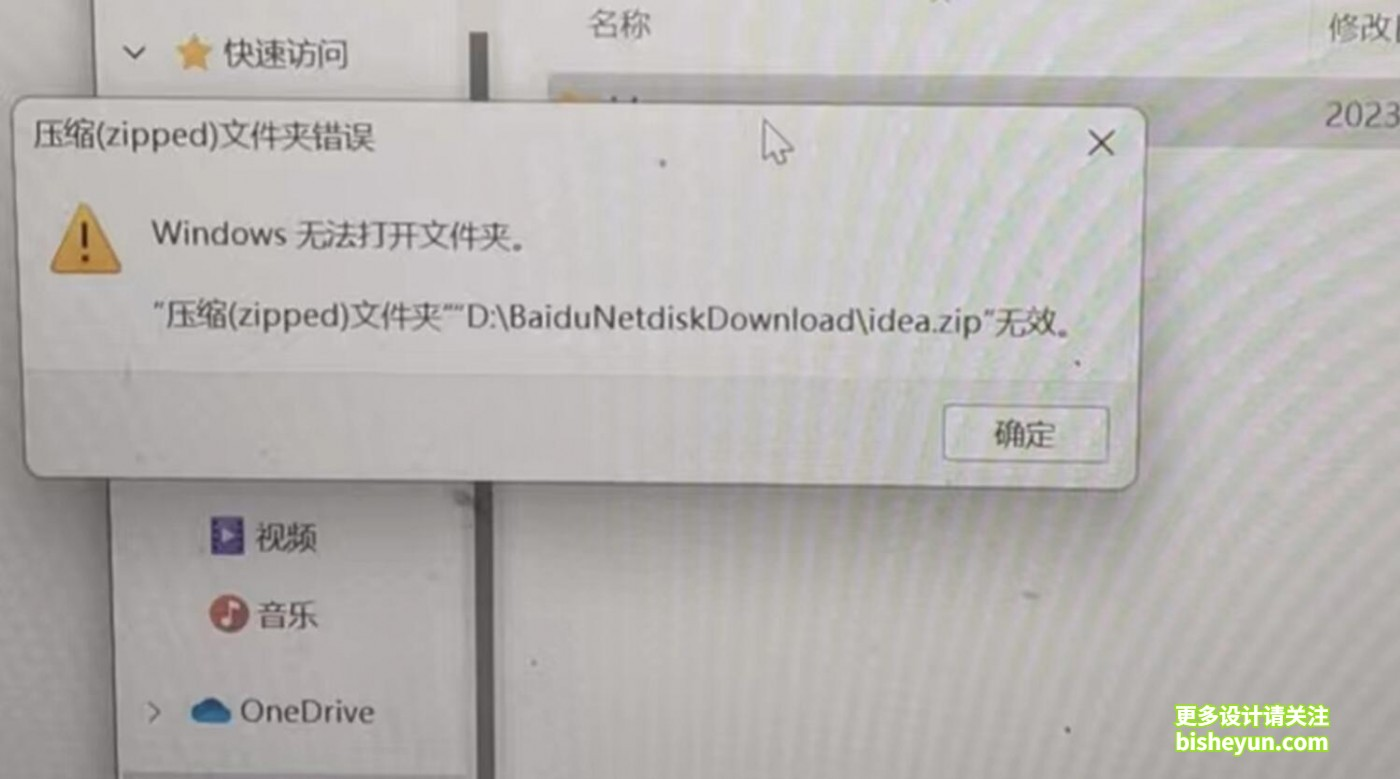 名称
修改
快速访问
2023
压缩(zipped)文件夹错误
Windows 无法打开文件夹。
“压缩(zipped)文件夹”“D:\BaiduNetdiskDownload\idea.zip”无效。
确定
视频
音乐
OneDrive
更多设计请关注
bisheyun.com